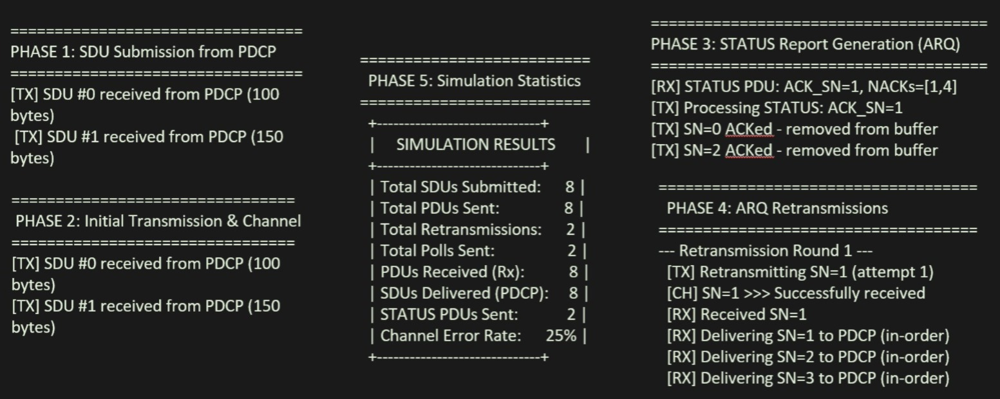 =================================
PHASE 1: SDU Submission from PDCP
=================================
[TX] SDU #0 received from PDCP (100
bytes)
[TX] SDU #1 received from PDCP (150
bytes)
================================
PHASE 2: Initial Transmission & Channel
================================
[TX] SDU #0 received from PDCP (100
bytes)
[TX] SDU #1 received from PDCP (150
bytes)
==========================
PHASE 5: Simulation Statistics
==========================
+------------------------------+
| SIMULATION RESULTS |
+------------------------------+
| Total SDUs Submitted: 8 |
| Total PDUs Sent: 8 |
| Total Retransmissions: 2 |
| Total Polls Sent: 2 |
| PDUs Received (Rx): 8 |
| SDUs Delivered (PDCP): 8 |
| STATUS PDUs Sent: 2 |
| Channel Error Rate: 25% |
+------------------------------+
======================================
PHASE 3: STATUS Report Generation (ARQ)
======================================
[RX] STATUS PDU: ACK_SN=1, NACKs=[1,4]
[TX] Processing STATUS: ACK_SN=1
[TX] SN=0 ACKed - removed from buffer
[TX] SN=2 ACKed - removed from buffer
====================================
PHASE 4: ARQ Retransmissions
====================================
--- Retransmission Round 1 ---
[TX] Retransmitting SN=1 (attempt 1)
[CH] SN=1 >>> Successfully received
[RX] Received SN=1
[RX] Delivering SN=1 to PDCP (in-order)
[RX] Delivering SN=2 to PDCP (in-order)
[RX] Delivering SN=3 to PDCP (in-order)